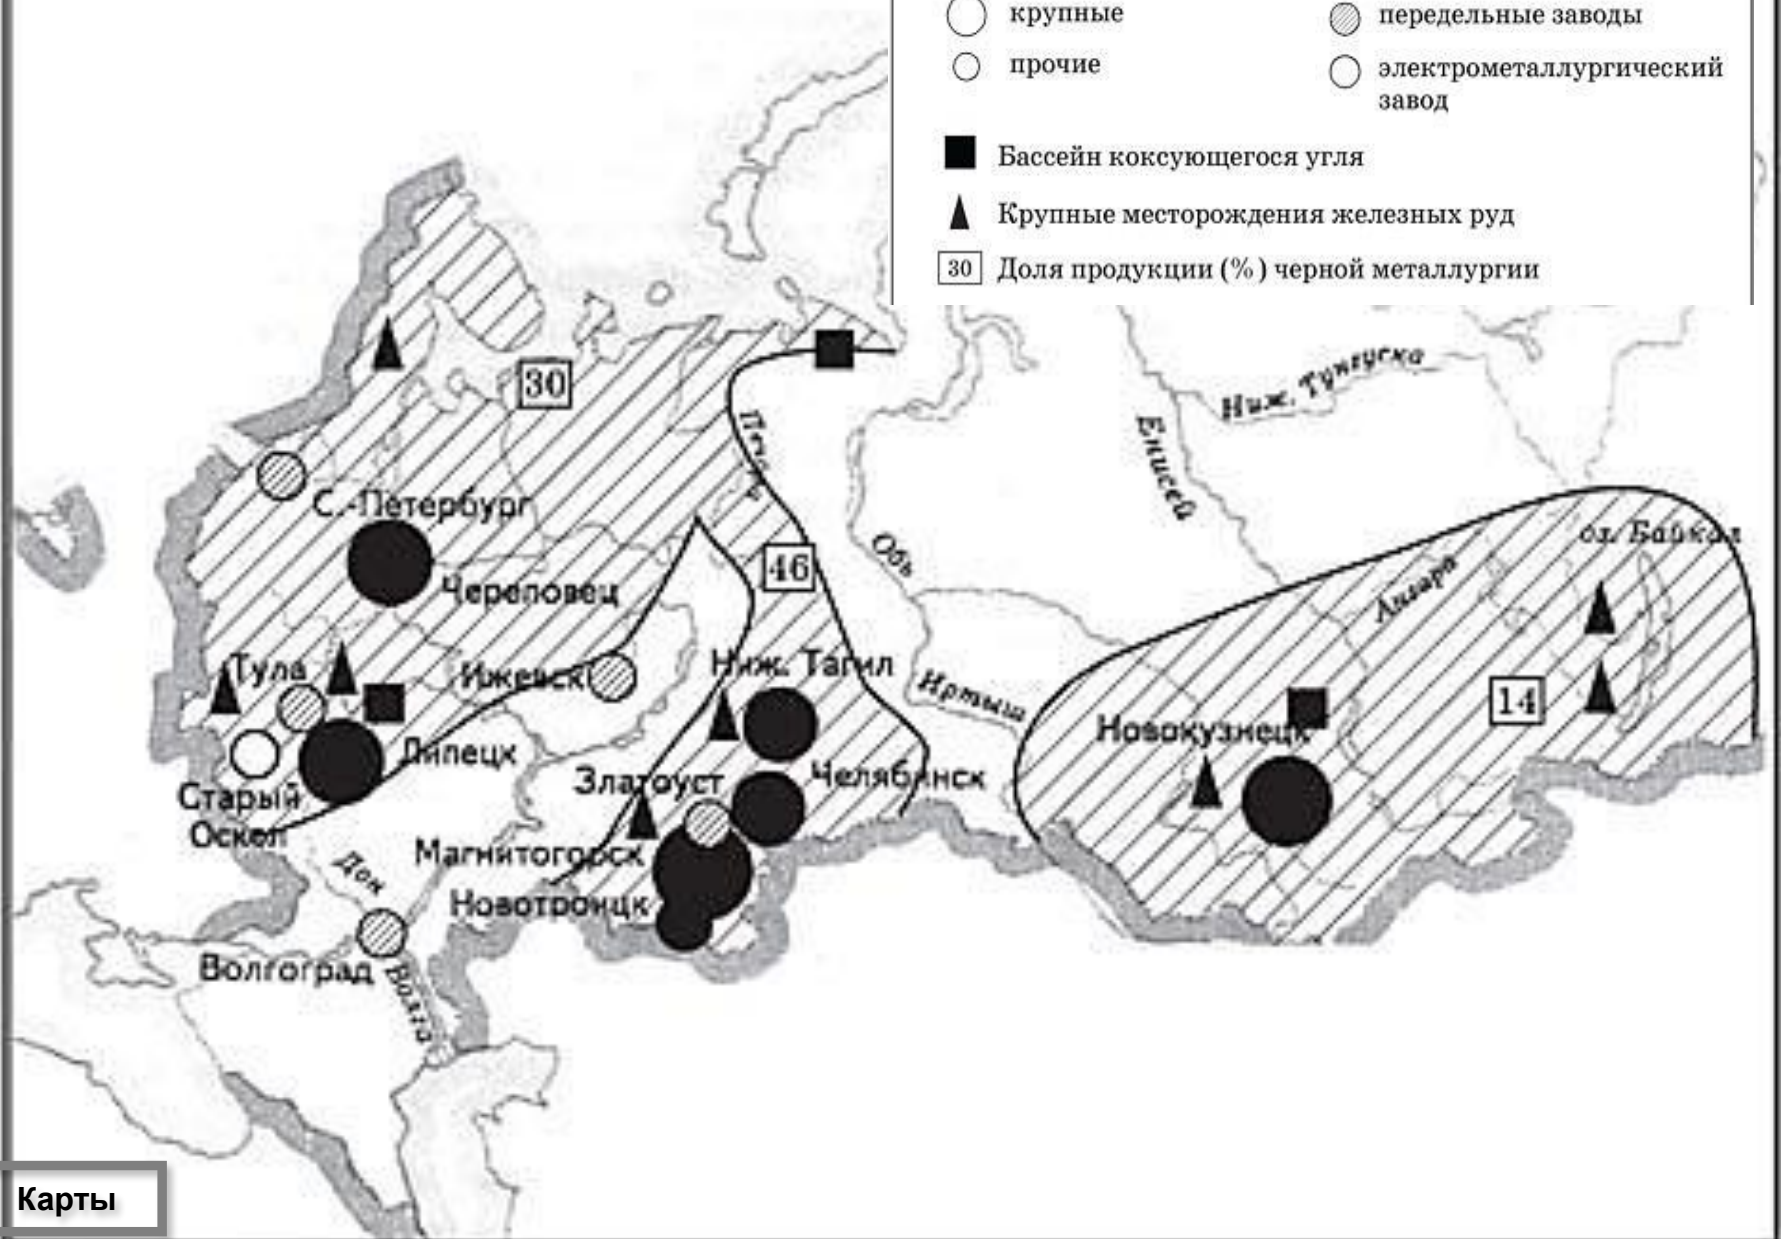 крупные
передельные заводы
прочие
электрометаллургический
завод
Бассейн коксующегося угля
Крупные месторождения железных руд
30 Доля продукции (%) черной металлургии
Ниж. Тунгуска
30
Печора
Енисей
С.-Петербург
оз. Байкал
Обь
46
Ангара
Череповец
Тула
Ижевск
Ниж. Тагил
Иртыш
14
Новокузнецк
Липецк
Златоуст
Челябинск
Старый
Оскол
Магнитогорск
Дон
Новотроицк
Волгоград
Волга
Карты